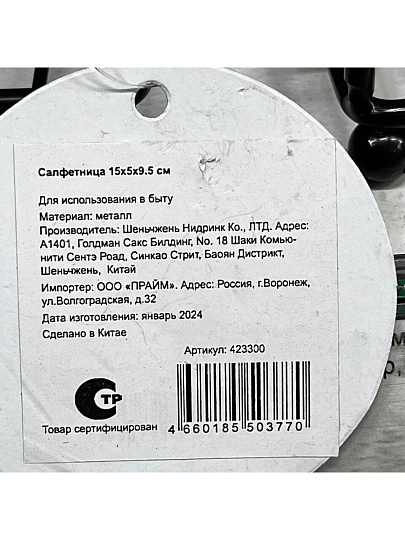 Салфетница 15х5х9.5 см
Для использования в быту
Материал: металл
Производитель: Шеньчжень Нидринк Ко., ЛТД. Адрес:
А1401, Голдман Сакс Билдинг, No. 18 Шаки Комью-
нити Сентэ Роад, Синкао Стрит, Баоян Дистрикт,
Шеньчжень, Китай
Импортер: ООО «ПРАЙМ». Адрес: Россия, г.Воронеж,
ул.Волгоградская, д.32
Дата изготовления: январь 2024
Сделано в Китае
Артикул: 423300
СТР
Товар сертифицирован
4 660185 503770